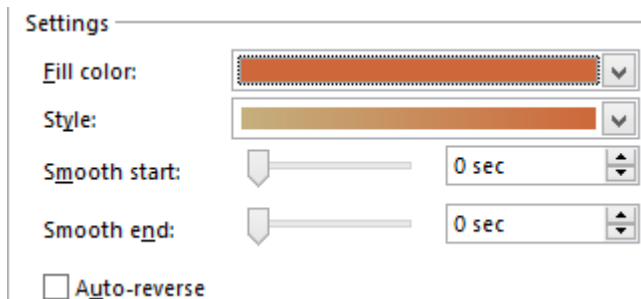 Settings
Fill color:
Style:
Smooth start: 0 sec
Smooth end: 0 sec
Auto-reverse